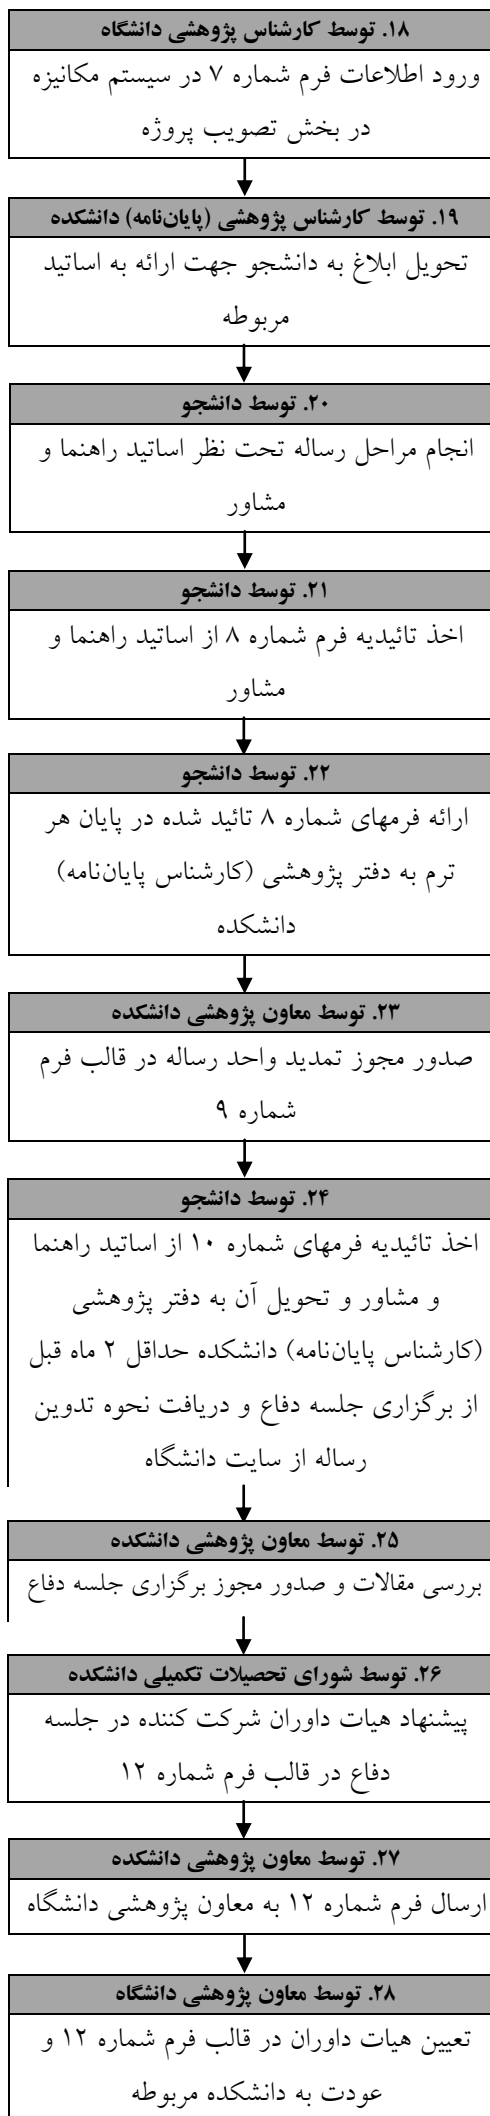 ۱۸. توسط کارشناس پژوهشی دانشگاه
ورود اطلاعات فرم شماره ۷ در سیستم مکانیزه
در بخش تصویب پروژه
۱۹. توسط کارشناس پژوهشی (پایان‌نامه) دانشکده
تحویل ابلاغ به دانشجو جهت ارائه به اساتید
مربوطه
۲۰. توسط دانشجو
انجام مراحل رساله تحت نظر اساتید راهنما و
مشاور
۲۱. توسط دانشجو
اخذ تائیدیه فرم شماره ۸ از اساتید راهنما و
مشاور
۲۲. توسط دانشجو
ارائه فرمهای شماره ۸ تائید شده در پایان هر
ترم به دفتر پژوهشی (کارشناس پایان‌نامه)
دانشکده
۲۳. توسط معاون پژوهشی دانشکده
صدور مجوز تمدید واحد رساله در قالب فرم
شماره ۹
۲۴. توسط دانشجو
اخذ تائیدیه فرمهای شماره ۱۰ از اساتید راهنما
و مشاور و تحویل آن به دفتر پژوهشی
(کارشناس پایان‌نامه) دانشکده حداقل ۲ ماه قبل
از برگزاری جلسه دفاع و دریافت نحوه تدوین
رساله از سایت دانشگاه
۲۵. توسط معاون پژوهشی دانشکده
بررسی مقالات و صدور مجوز برگزاری جلسه دفاع
۲۶. توسط شورای تحصیلات تکمیلی دانشکده
پیشنهاد هیات داوران شرکت کننده در جلسه
دفاع در قالب فرم شماره ۱۲
۲۷. توسط معاون پژوهشی دانشکده
ارسال فرم شماره ۱۲ به معاون پژوهشی دانشگاه
۲۸. توسط معاون پژوهشی دانشگاه
تعیین هیات داوران در قالب فرم شماره ۱۲ و
عودت به دانشکده مربوطه